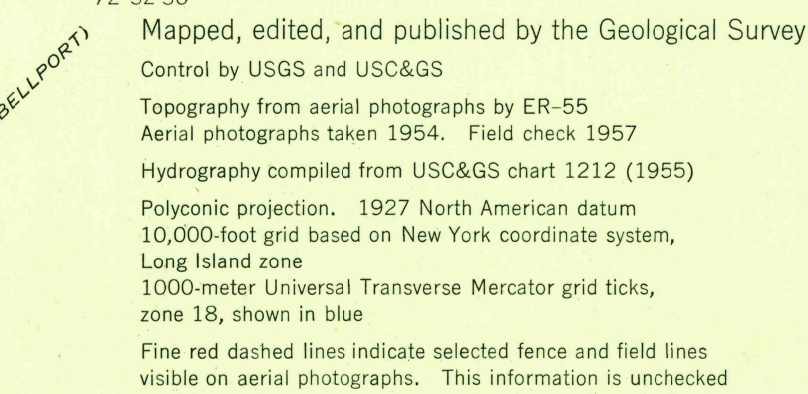 (BELLPORT)
Mapped, edited, and published by the Geological Survey
Control by USGS and USC&GS
Topography from aerial photographs by ER–55
Aerial photographs taken 1954. Field check 1957
Hydrography compiled from USC&GS chart 1212 (1955)
Polyconic projection. 1927 North American datum
10,000-foot grid based on New York coordinate system,
Long Island zone
1000-meter Universal Transverse Mercator grid ticks,
zone 18, shown in blue
Fine red dashed lines indicate selected fence and field lines
visible on aerial photographs. This information is unchecked